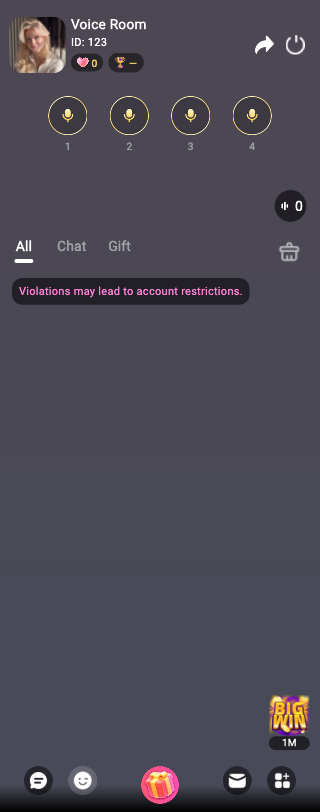 Voice Room
ID: 123
0
–
1
2
3
4
0
All
Chat
Gift
Violations may lead to account restrictions.
BIG
WIN
1M